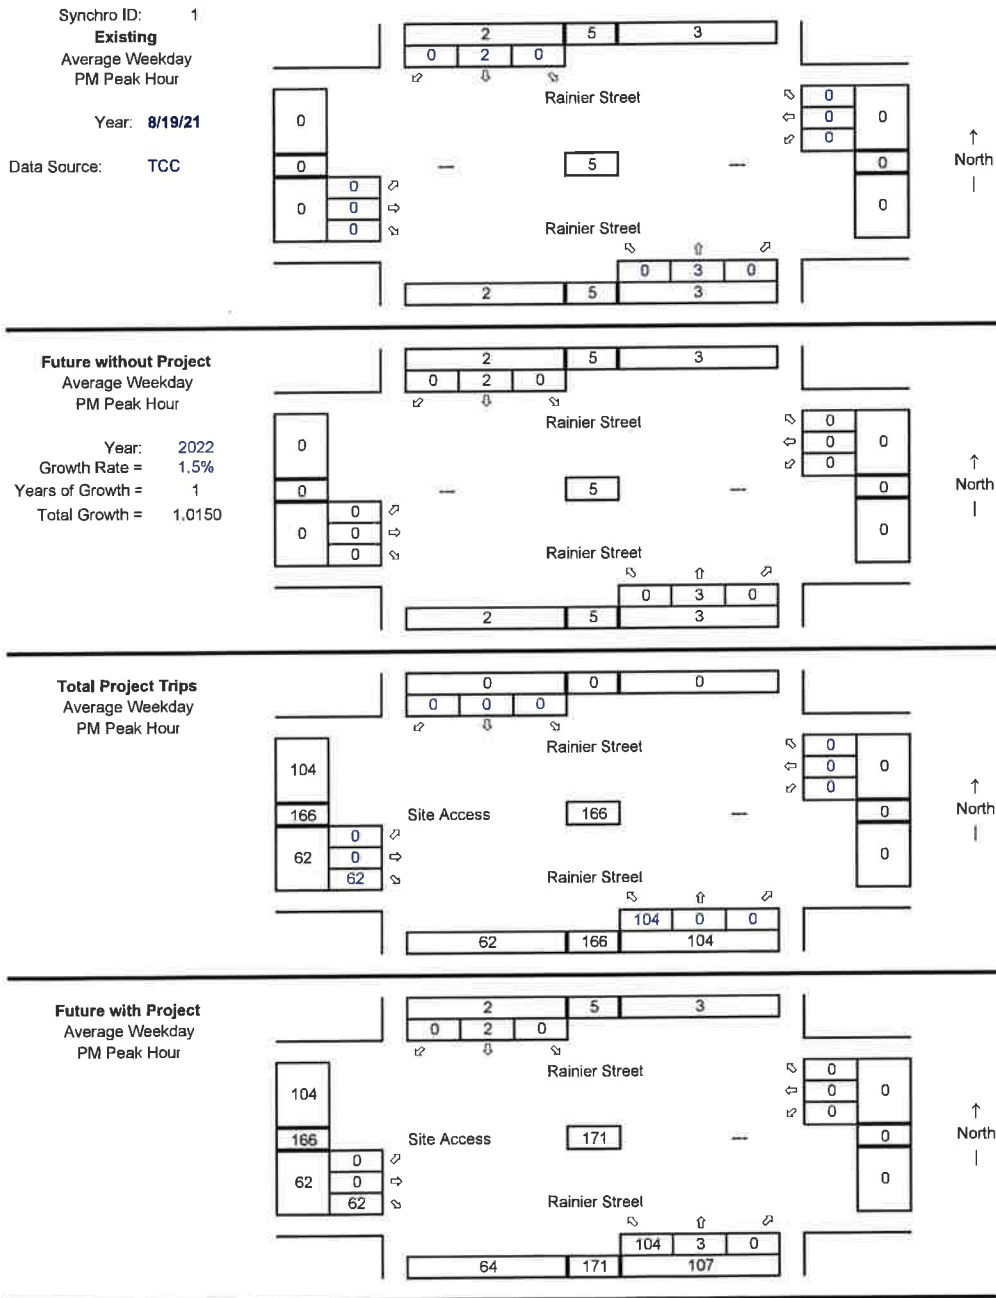 Synchro ID: 1
Existing
Average Weekday
PM Peak Hour
Year: 8/19/21
Data Source: TCC
2 5 3
0 2 0
Rainier Street
0
0
0
0
0
0
0
0
0
0
0
0
5
North
Rainier Street
0 3 0
2 5 3
Future without Project
Average Weekday
PM Peak Hour
Year: 2022
Growth Rate = 1.5%
Years of Growth = 1
Total Growth = 1.0150
2 5 3
0 2 0
Rainier Street
0
0
0
0
0
0
0
0
0
0
0
0
5
North
Rainier Street
0 3 0
2 5 3
Total Project Trips
Average Weekday
PM Peak Hour
0 0 0
0 0 0
Rainier Street
104
166
62
0
0
62
Site Access
166
0
0
0
0
0
0
North
Rainier Street
104 0 0
62 166 104
Future with Project
Average Weekday
PM Peak Hour
2 5 3
0 2 0
Rainier Street
104
166
62
0
0
62
Site Access
171
0
0
0
0
0
0
North
Rainier Street
104 3 0
64 171 107